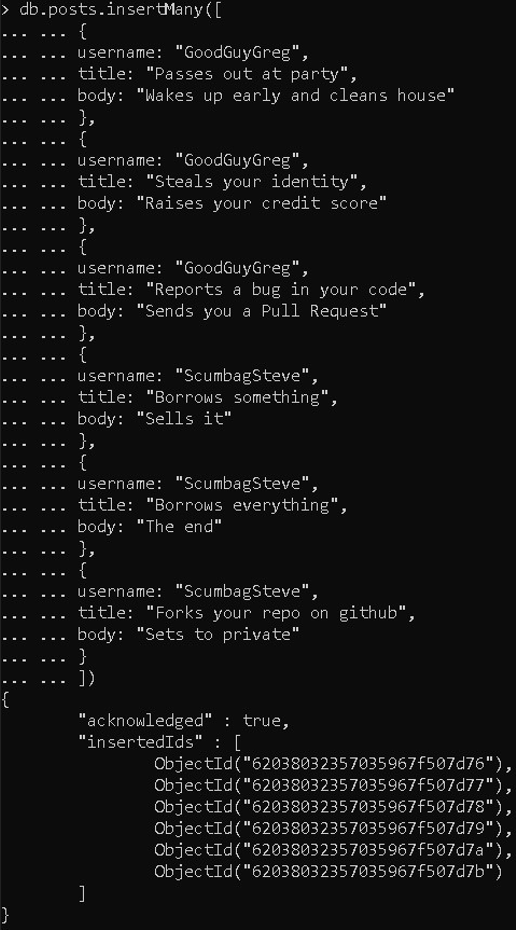 > db.posts.insertMany([
... ... {
... ... username: "GoodGuyGreg",
... ... title: "Passes out at party",
... ... body: "Wakes up early and cleans house"
... ... },
... ... {
... ... username: "GoodGuyGreg",
... ... title: "Steals your identity",
... ... body: "Raises your credit score"
... ... },
... ... {
... ... username: "GoodGuyGreg",
... ... title: "Reports a bug in your code",
... ... body: "Sends you a Pull Request"
... ... },
... ... {
... ... username: "ScumbagSteve",
... ... title: "Borrows something",
... ... body: "Sells it"
... ... },
... ... {
... ... username: "ScumbagSteve",
... ... title: "Borrows everything",
... ... body: "The end"
... ... },
... ... {
... ... username: "ScumbagSteve",
... ... title: "Forks your repo on github",
... ... body: "Sets to private"
... ... }
... ... ])
{
        "acknowledged" : true,
        "insertedIds" : [
                ObjectId("62038032357035967f507d76"),
                ObjectId("62038032357035967f507d77"),
                ObjectId("62038032357035967f507d78"),
                ObjectId("62038032357035967f507d79"),
                ObjectId("62038032357035967f507d7a"),
                ObjectId("62038032357035967f507d7b")
        ]
}